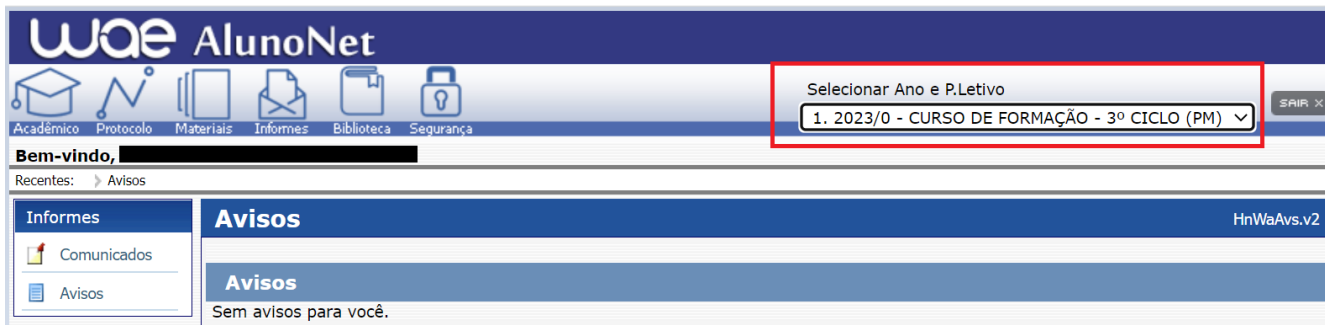 wae AlunoNet
Selecionar Ano e P.Letivo
1. 2023/0 - CURSO DE FORMAÇÃO - 3º CICLO (PM)
SAIR X
Acadêmico Protocolo Materiais Informes Biblioteca Segurança
Bem-vindo,
Recentes: Avisos
Informes
Comunicados
Avisos
Avisos HnWaAvs.v2
Avisos
Sem avisos para você.